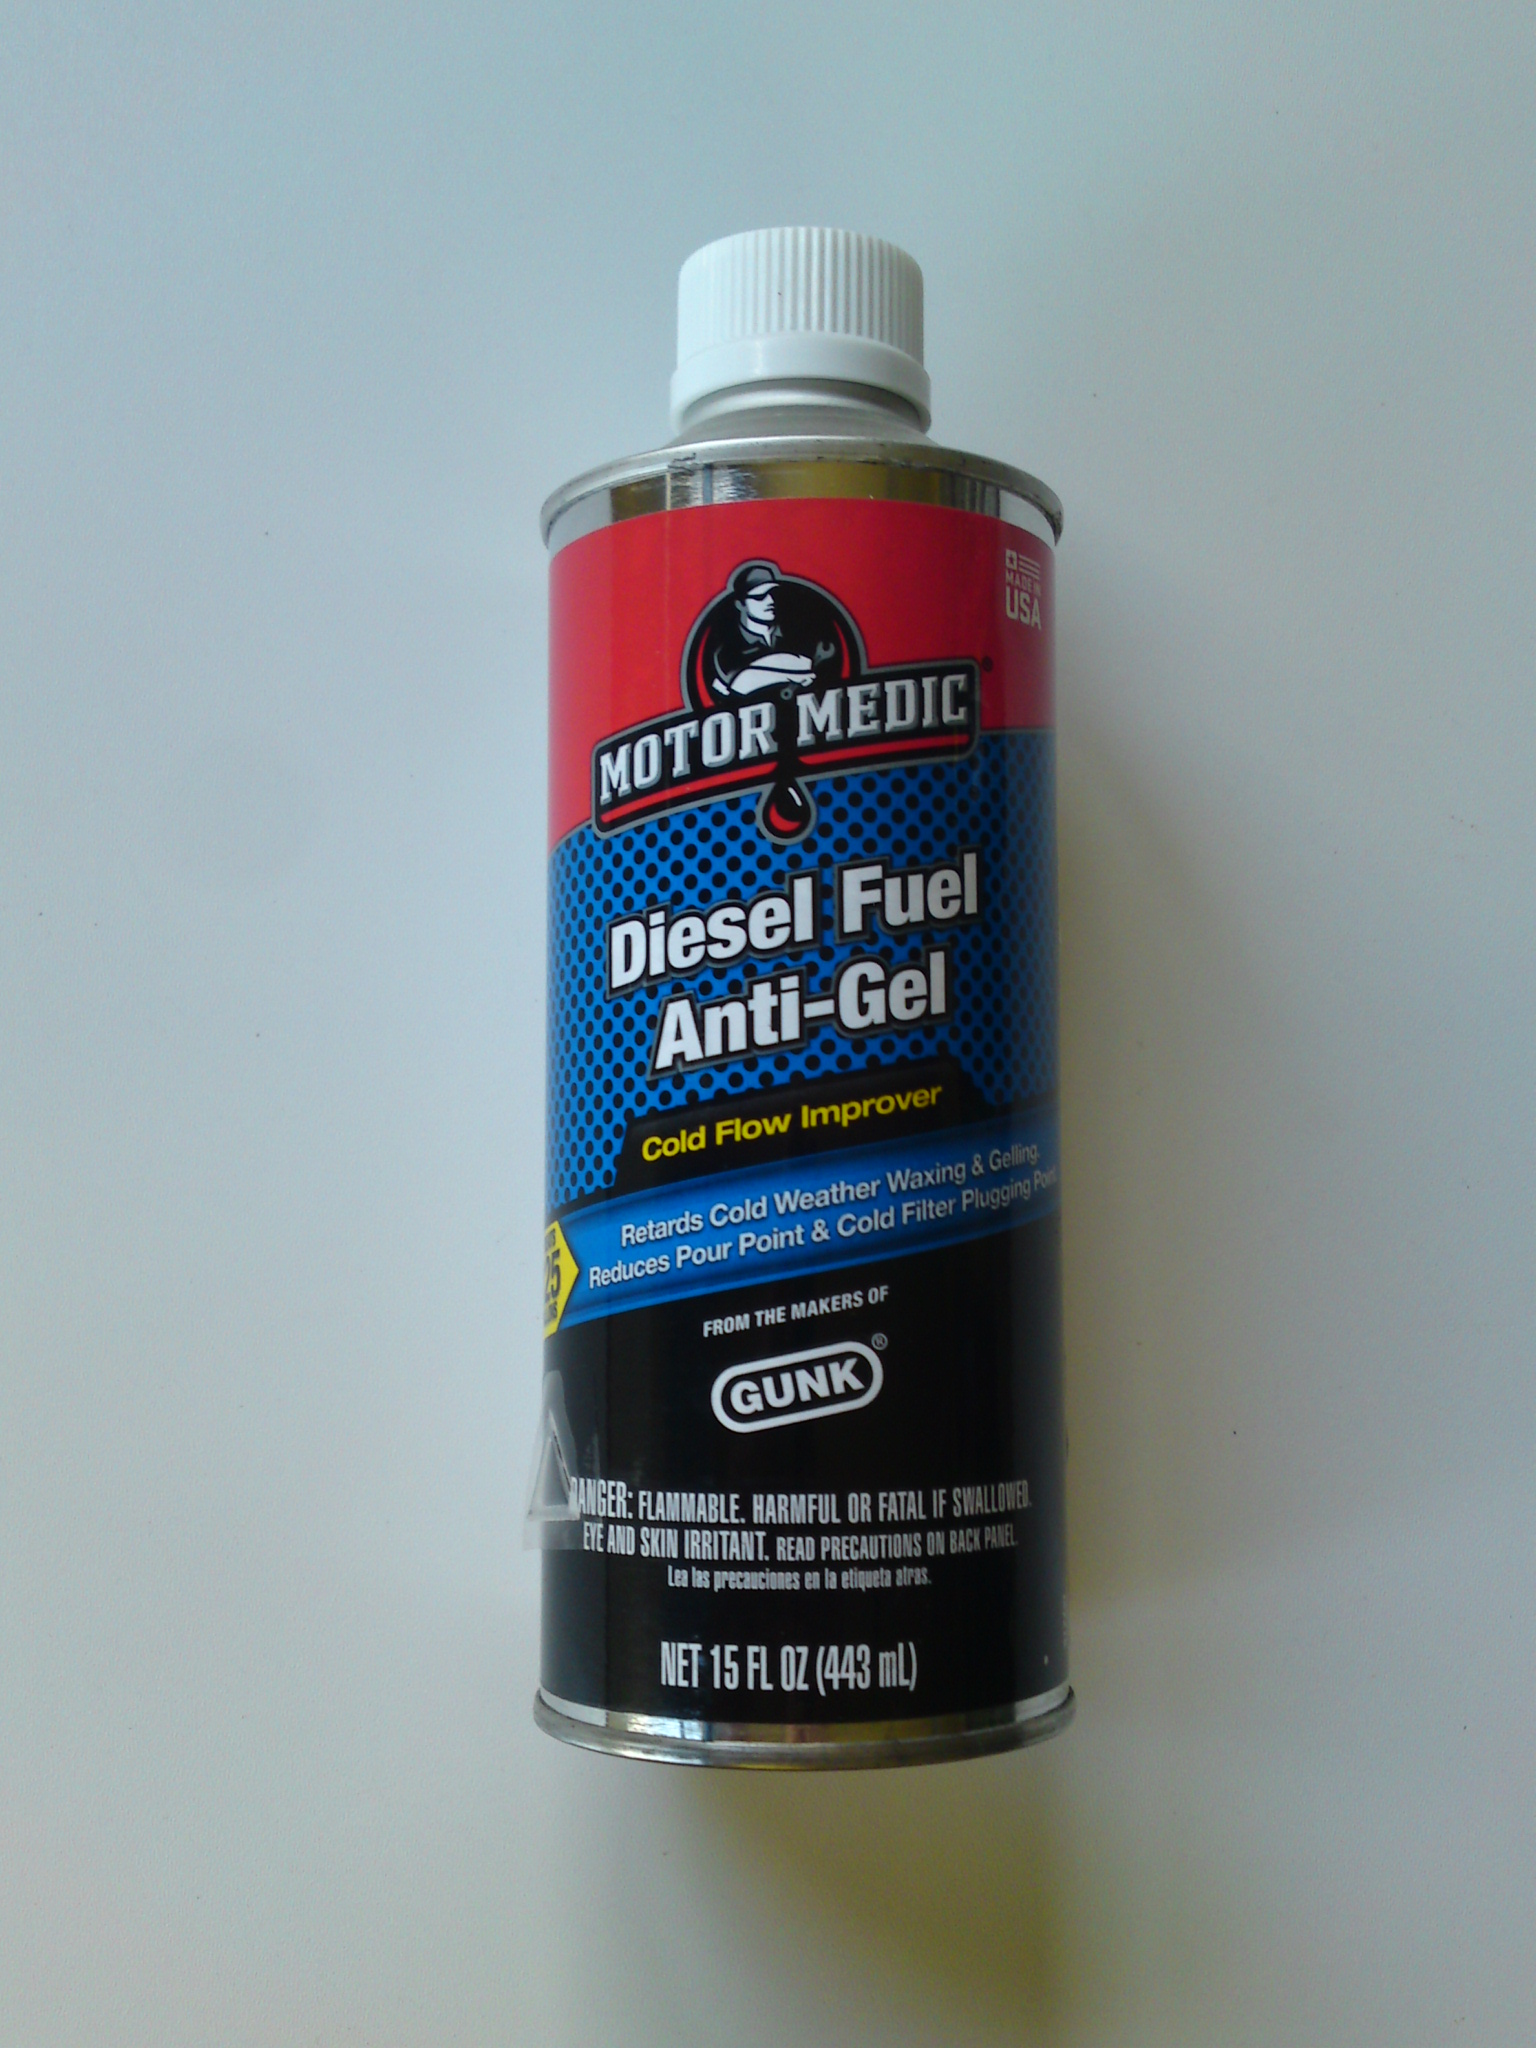 MADE IN
USA
MOTOR MEDIC®
Diesel Fuel
Anti-Gel
Cold Flow Improver
Retards Cold Weather Waxing & Gelling.
Reduces Pour Point & Cold Filter Plugging Point.
25
FROM THE MAKERS OF
GUNK®
DANGER: FLAMMABLE. HARMFUL OR FATAL IF SWALLOWED.
EYE AND SKIN IRRITANT. READ PRECAUTIONS ON BACK PANEL.
Lea las precauciones en la etiqueta atras.
NET 15 FL OZ (443 mL)